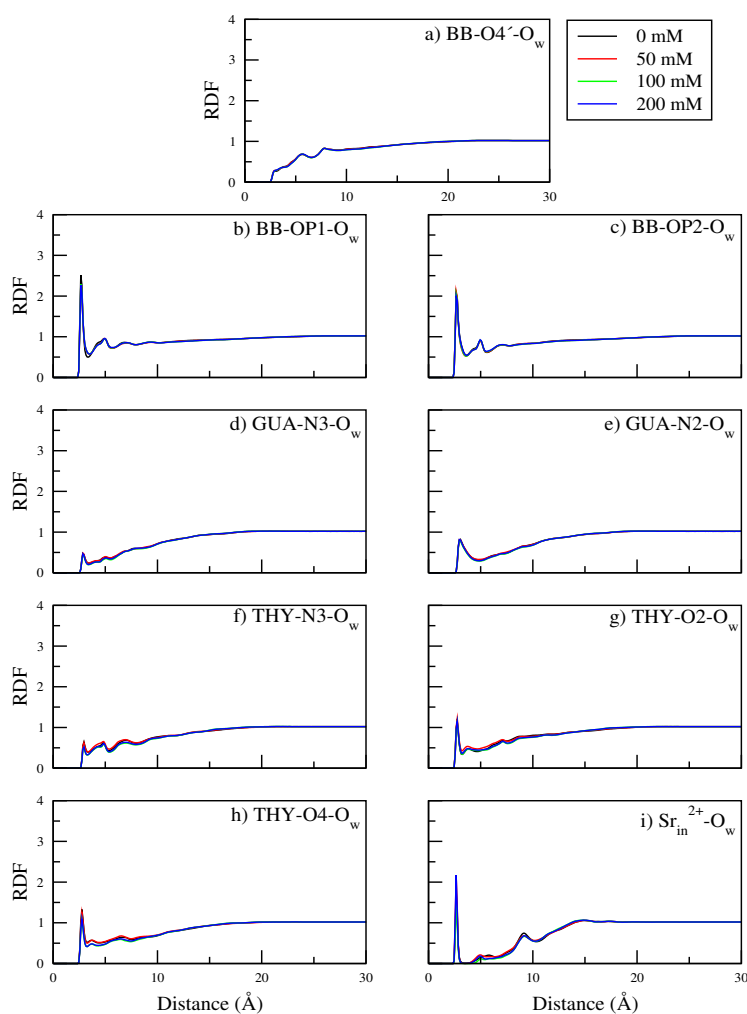 a) BB-O4´-Ow
0 mM
50 mM
100 mM
200 mM
RDF
4
3
2
1
0
0 10 20 30
b) BB-OP1-Ow
c) BB-OP2-Ow
RDF
4
3
2
1
0
d) GUA-N3-Ow
e) GUA-N2-Ow
RDF
4
3
2
1
0
f) THY-N3-Ow
g) THY-O2-Ow
RDF
4
3
2
1
0
h) THY-O4-Ow
i) Srin2+-Ow
RDF
4
3
2
1
0
0 10 20 30
0 10 20 30
Distance (Å)
Distance (Å)